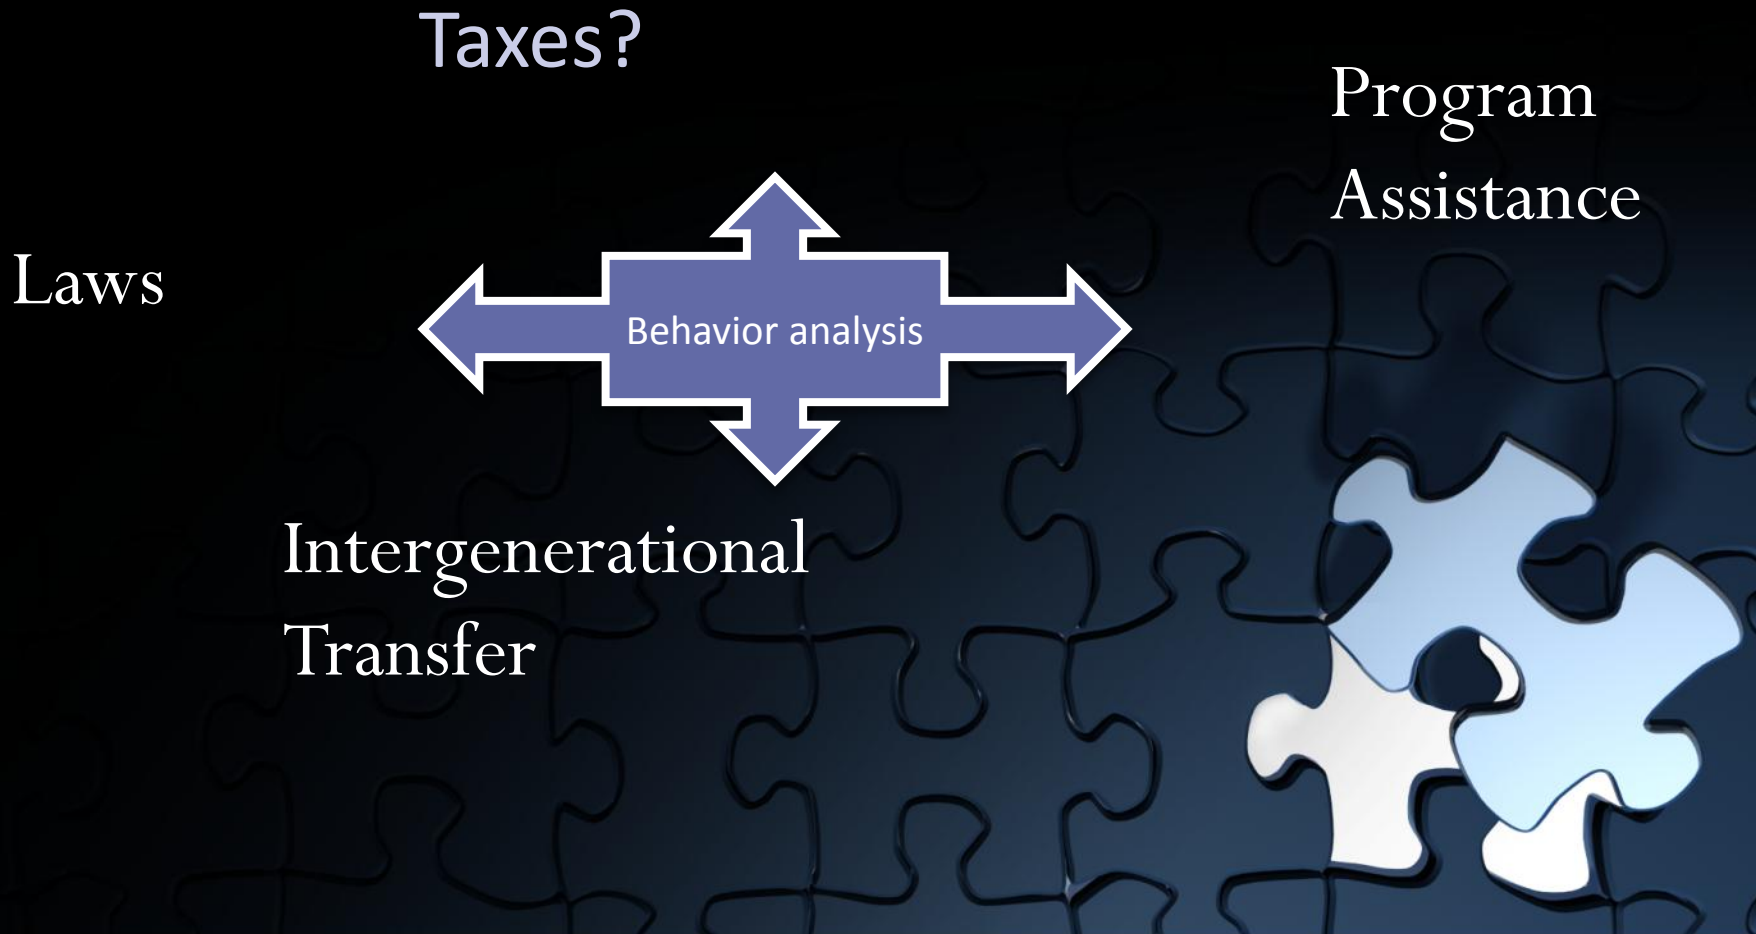 Taxes?
Program
Assistance
Laws
Behavior analysis
Intergenerational
Transfer